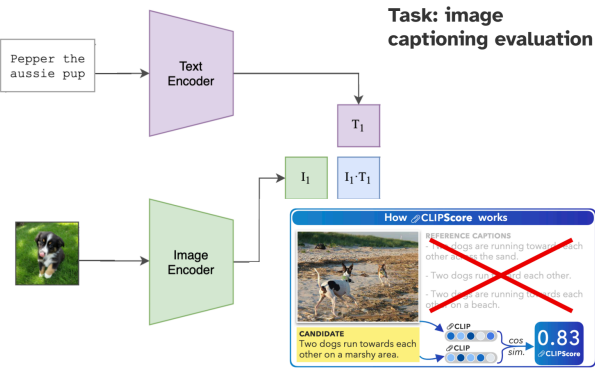 Task: image
captioning evaluation
Pepper the
aussie pup
Text
Encoder
T1
I1
I1·T1
Image
Encoder
How CLIPScore works
REFERENCE CAPTIONS
- Two dogs are running towards each
other across the sand.
- Two dogs run toward each other.
- Two dogs are running towards each
other on a beach.
CANDIDATE
Two dogs run towards each
other on a marshy area.
CLIP
CLIP
cos
sim.
0.83
CLIPScore